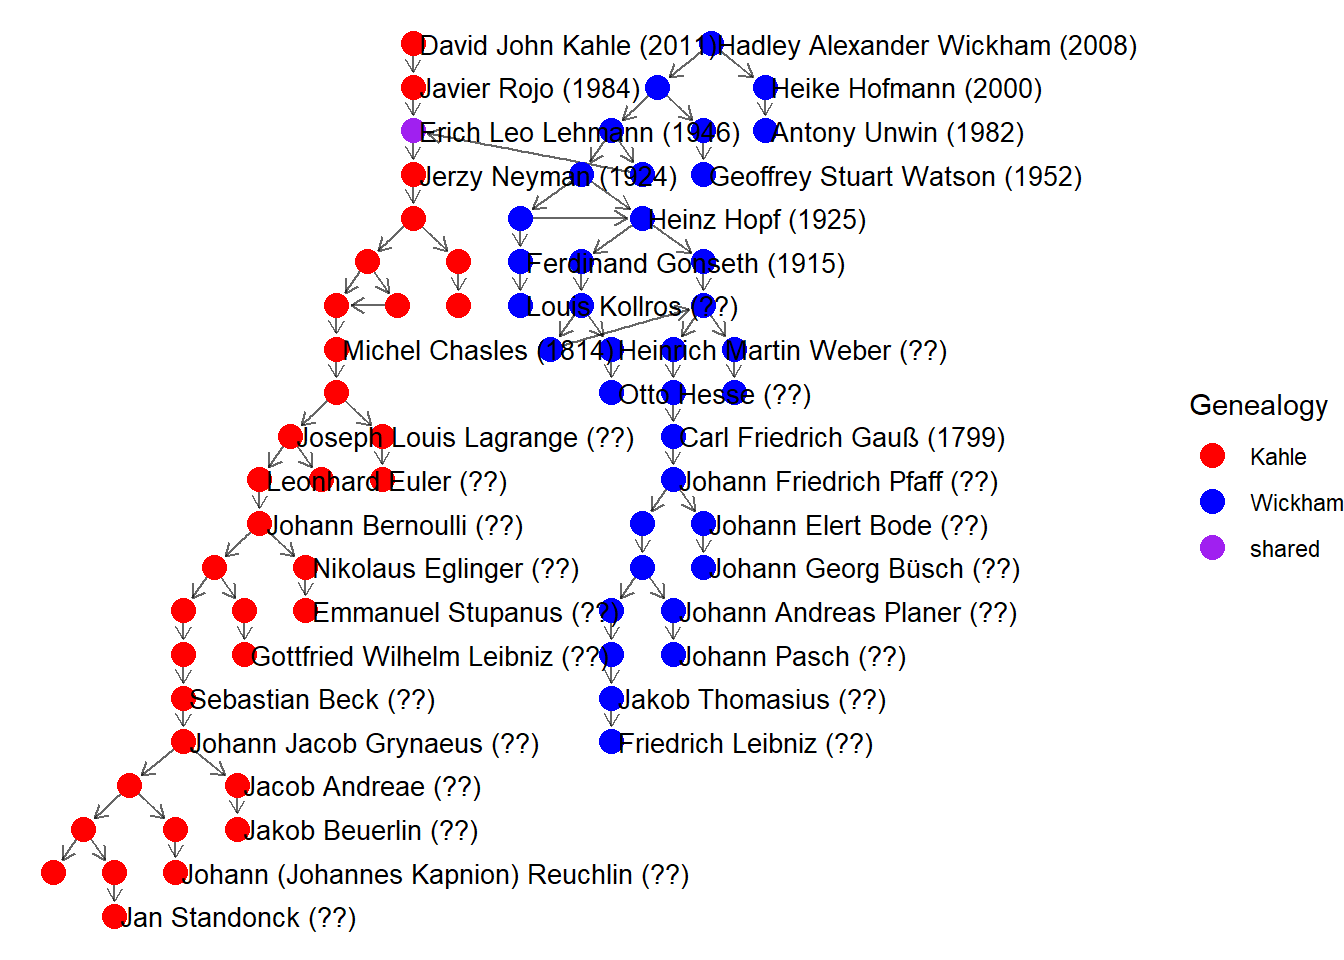 David John Kahle (2011)
Hadley Alexander Wickham (2008)
Javier Rojo (1984)
Heike Hofmann (2000)
Erich Leo Lehmann (1946)
Antony Unwin (1982)
Jerzy Neyman (1924)
Geoffrey Stuart Watson (1952)
Heinz Hopf (1925)
Ferdinand Gonseth (1915)
Louis Kollros (??)
Michel Chasles (1814)
Heinrich Martin Weber (??)
Otto Hesse (??)
Joseph Louis Lagrange (??)
Carl Friedrich Gauß (1799)
Leonhard Euler (??)
Johann Friedrich Pfaff (??)
Johann Bernoulli (??)
Johann Elert Bode (??)
Nikolaus Eglinger (??)
Johann Georg Büsch (??)
Emmanuel Stupanus (??)
Johann Andreas Planer (??)
Gottfried Wilhelm Leibniz (??)
Johann Pasch (??)
Sebastian Beck (??)
Jakob Thomasius (??)
Johann Jacob Grynaeus (??)
Friedrich Leibniz (??)
Jacob Andreae (??)
Jakob Beuerlin (??)
Johann (Johannes Kapnion) Reuchlin (??)
Jan Standonck (??)
Genealogy
Kahle
Wickham
shared